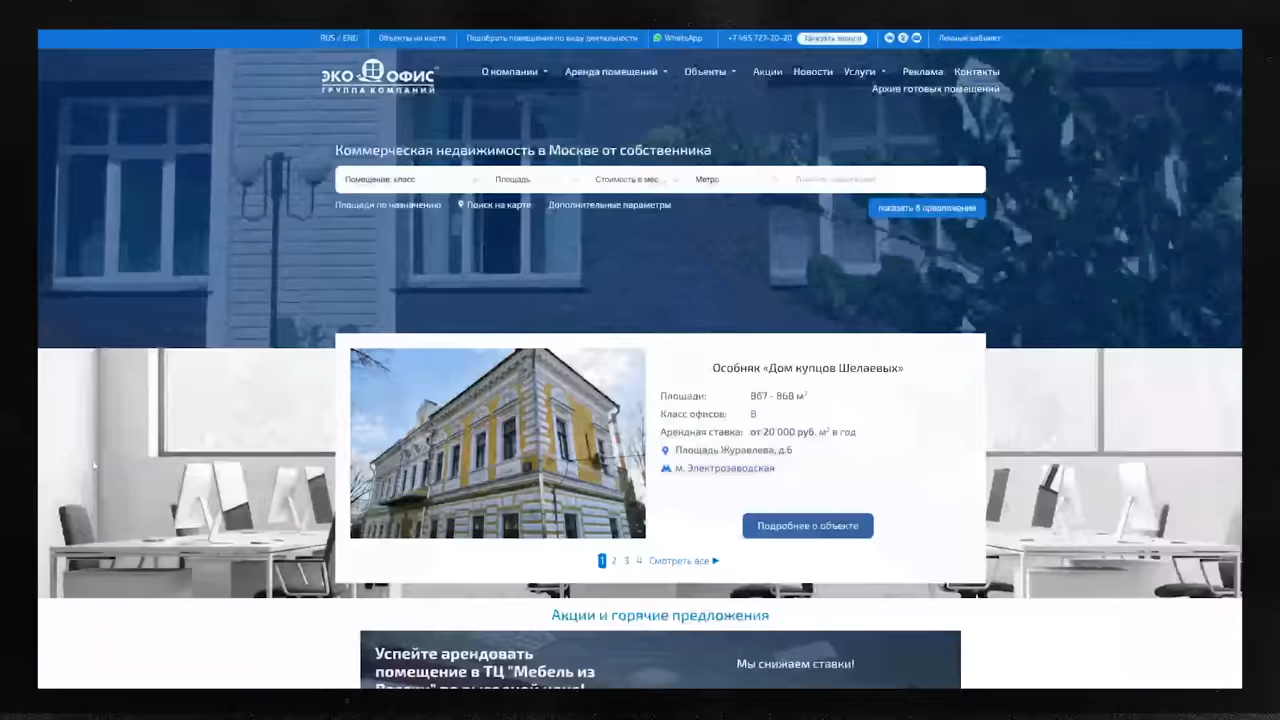 RUS / ENG
Объекты на карте
Подобрать помещение по виду деятельности
WhatsApp
+7 495 727-20-20
Заказать звонок
Личный кабинет
ЭКО ОФИС
ГРУППА КОМПАНИЙ
О компании
Аренда помещений
Объекты
Акции
Новости
Услуги
Реклама
Контакты
Архив готовых помещений
Коммерческая недвижимость в Москве от собственника
Помещение: класс
Площадь
Стоимость в мес...
Метро
Площади по назначению
Поиск на карте
Дополнительные параметры
Особняк «Дом купцов Шелаевых»
Площади: 867 - 868 м²
Класс офисов: B
Арендная ставка: от 20 000 руб. м² в год
Площадь Журавлева, д.6
м. Электрозаводская
Подробнее о объекте
1 2 3 4 Смотреть все
Акции и горячие предложения
Успейте арендовать
помещение в ТЦ "Мебель из
Мы снижаем ставки!